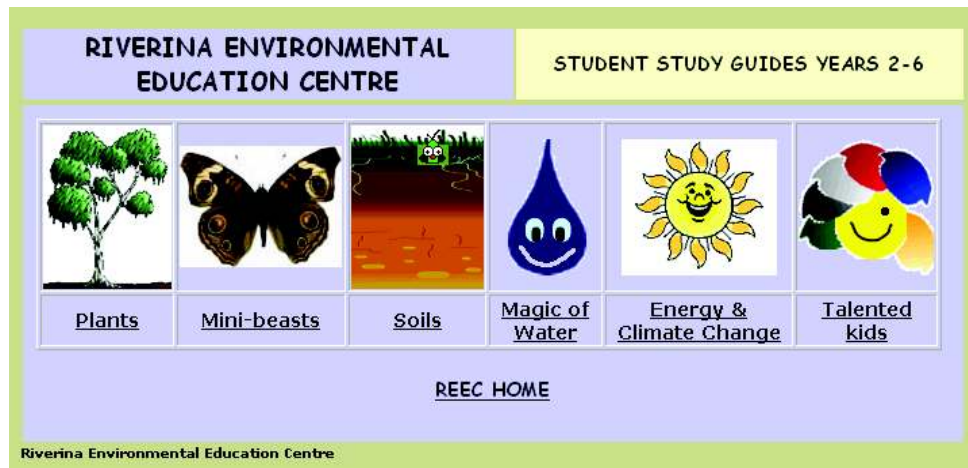 RIVERINA ENVIRONMENTAL
EDUCATION CENTRE
STUDENT STUDY GUIDES YEARS 2-6
Plants
Mini-beasts
Soils
Magic of
Water
Energy &
Climate Change
Talented
kids
REEC HOME
Riverina Environmental Education Centre